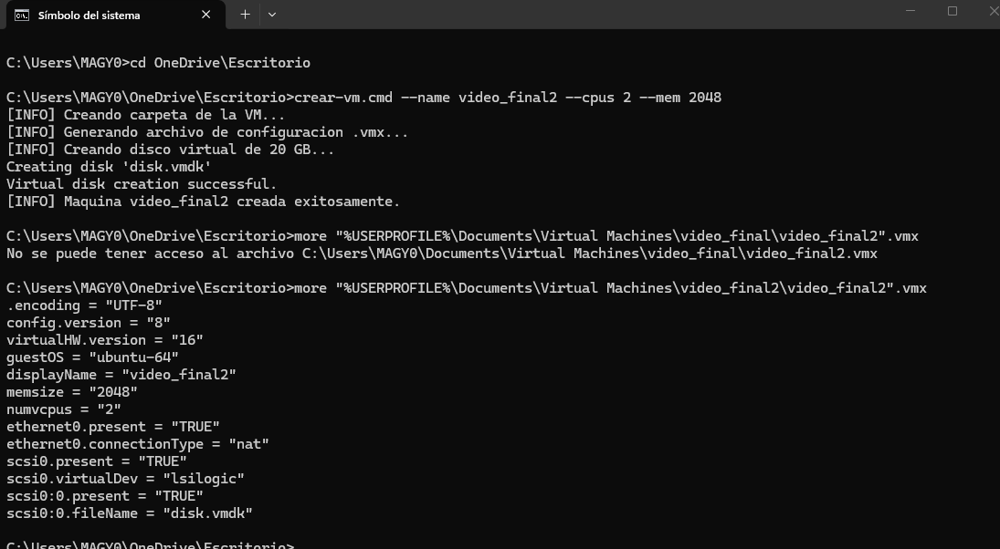 Símbolo del sistema
C:\Users\MAGY0>cd OneDrive\Escritorio
C:\Users\MAGY0\OneDrive\Escritorio>crear-vm.cmd --name video_final2 --cpus 2 --mem 2048
[INFO] Creando carpeta de la VM...
[INFO] Generando archivo de configuracion .vmx...
[INFO] Creando disco virtual de 20 GB...
Creating disk 'disk.vmdk'
Virtual disk creation successful.
[INFO] Maquina video_final2 creada exitosamente.
C:\Users\MAGY0\OneDrive\Escritorio>more "%USERPROFILE%\Documents\Virtual Machines\video_final\video_final2".vmx
No se puede tener acceso al archivo C:\Users\MAGY0\Documents\Virtual Machines\video_final\video_final2.vmx
C:\Users\MAGY0\OneDrive\Escritorio>more "%USERPROFILE%\Documents\Virtual Machines\video_final2\video_final2".vmx
.encoding = "UTF-8"
config.version = "8"
virtualHW.version = "16"
guestOS = "ubuntu-64"
displayName = "video_final2"
memsize = "2048"
numvcpus = "2"
ethernet0.present = "TRUE"
ethernet0.connectionType = "nat"
scsi0.present = "TRUE"
scsi0.virtualDev = "lsilogic"
scsi0:0.present = "TRUE"
scsi0:0.fileName = "disk.vmdk"
C:\Users\MAGY0\OneDrive\Escritorio>